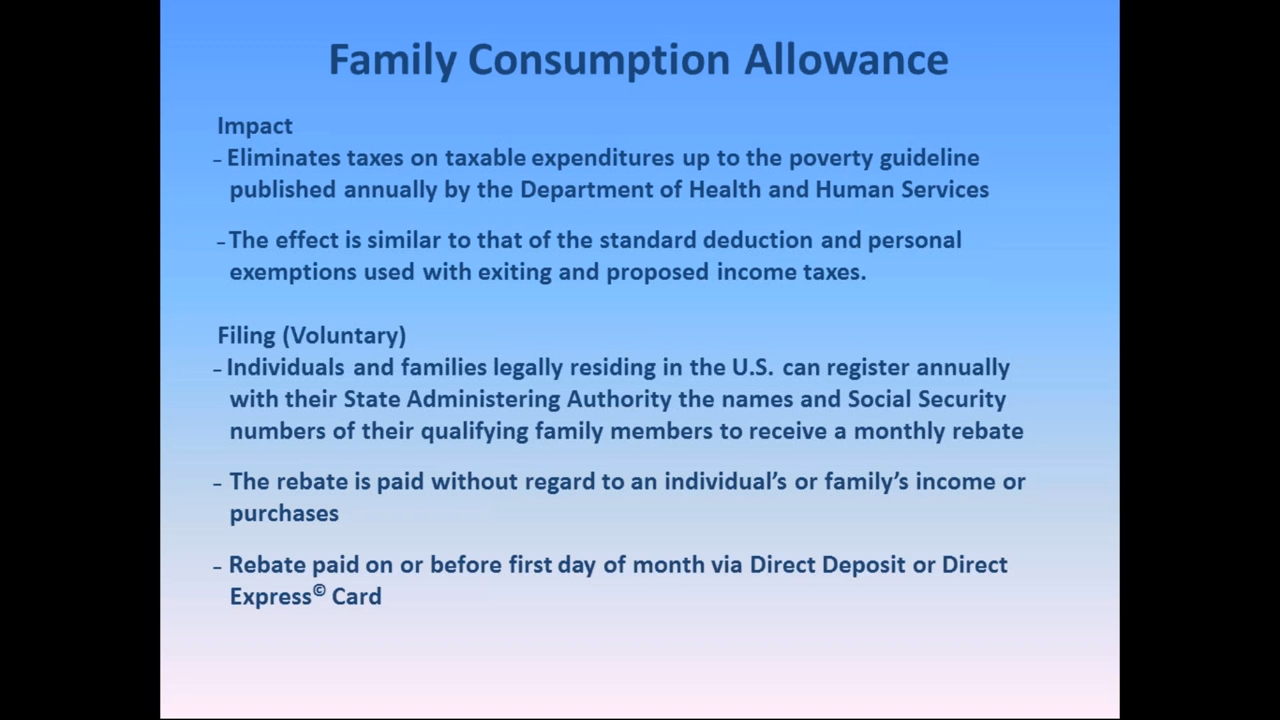 Family Consumption Allowance
Impact
– Eliminates taxes on taxable expenditures up to the poverty guideline
published annually by the Department of Health and Human Services
– The effect is similar to that of the standard deduction and personal
exemptions used with exiting and proposed income taxes.
Filing (Voluntary)
– Individuals and families legally residing in the U.S. can register annually
with their State Administering Authority the names and Social Security
numbers of their qualifying family members to receive a monthly rebate
– The rebate is paid without regard to an individual’s or family’s income or
purchases
– Rebate paid on or before first day of month via Direct Deposit or Direct
Express© Card